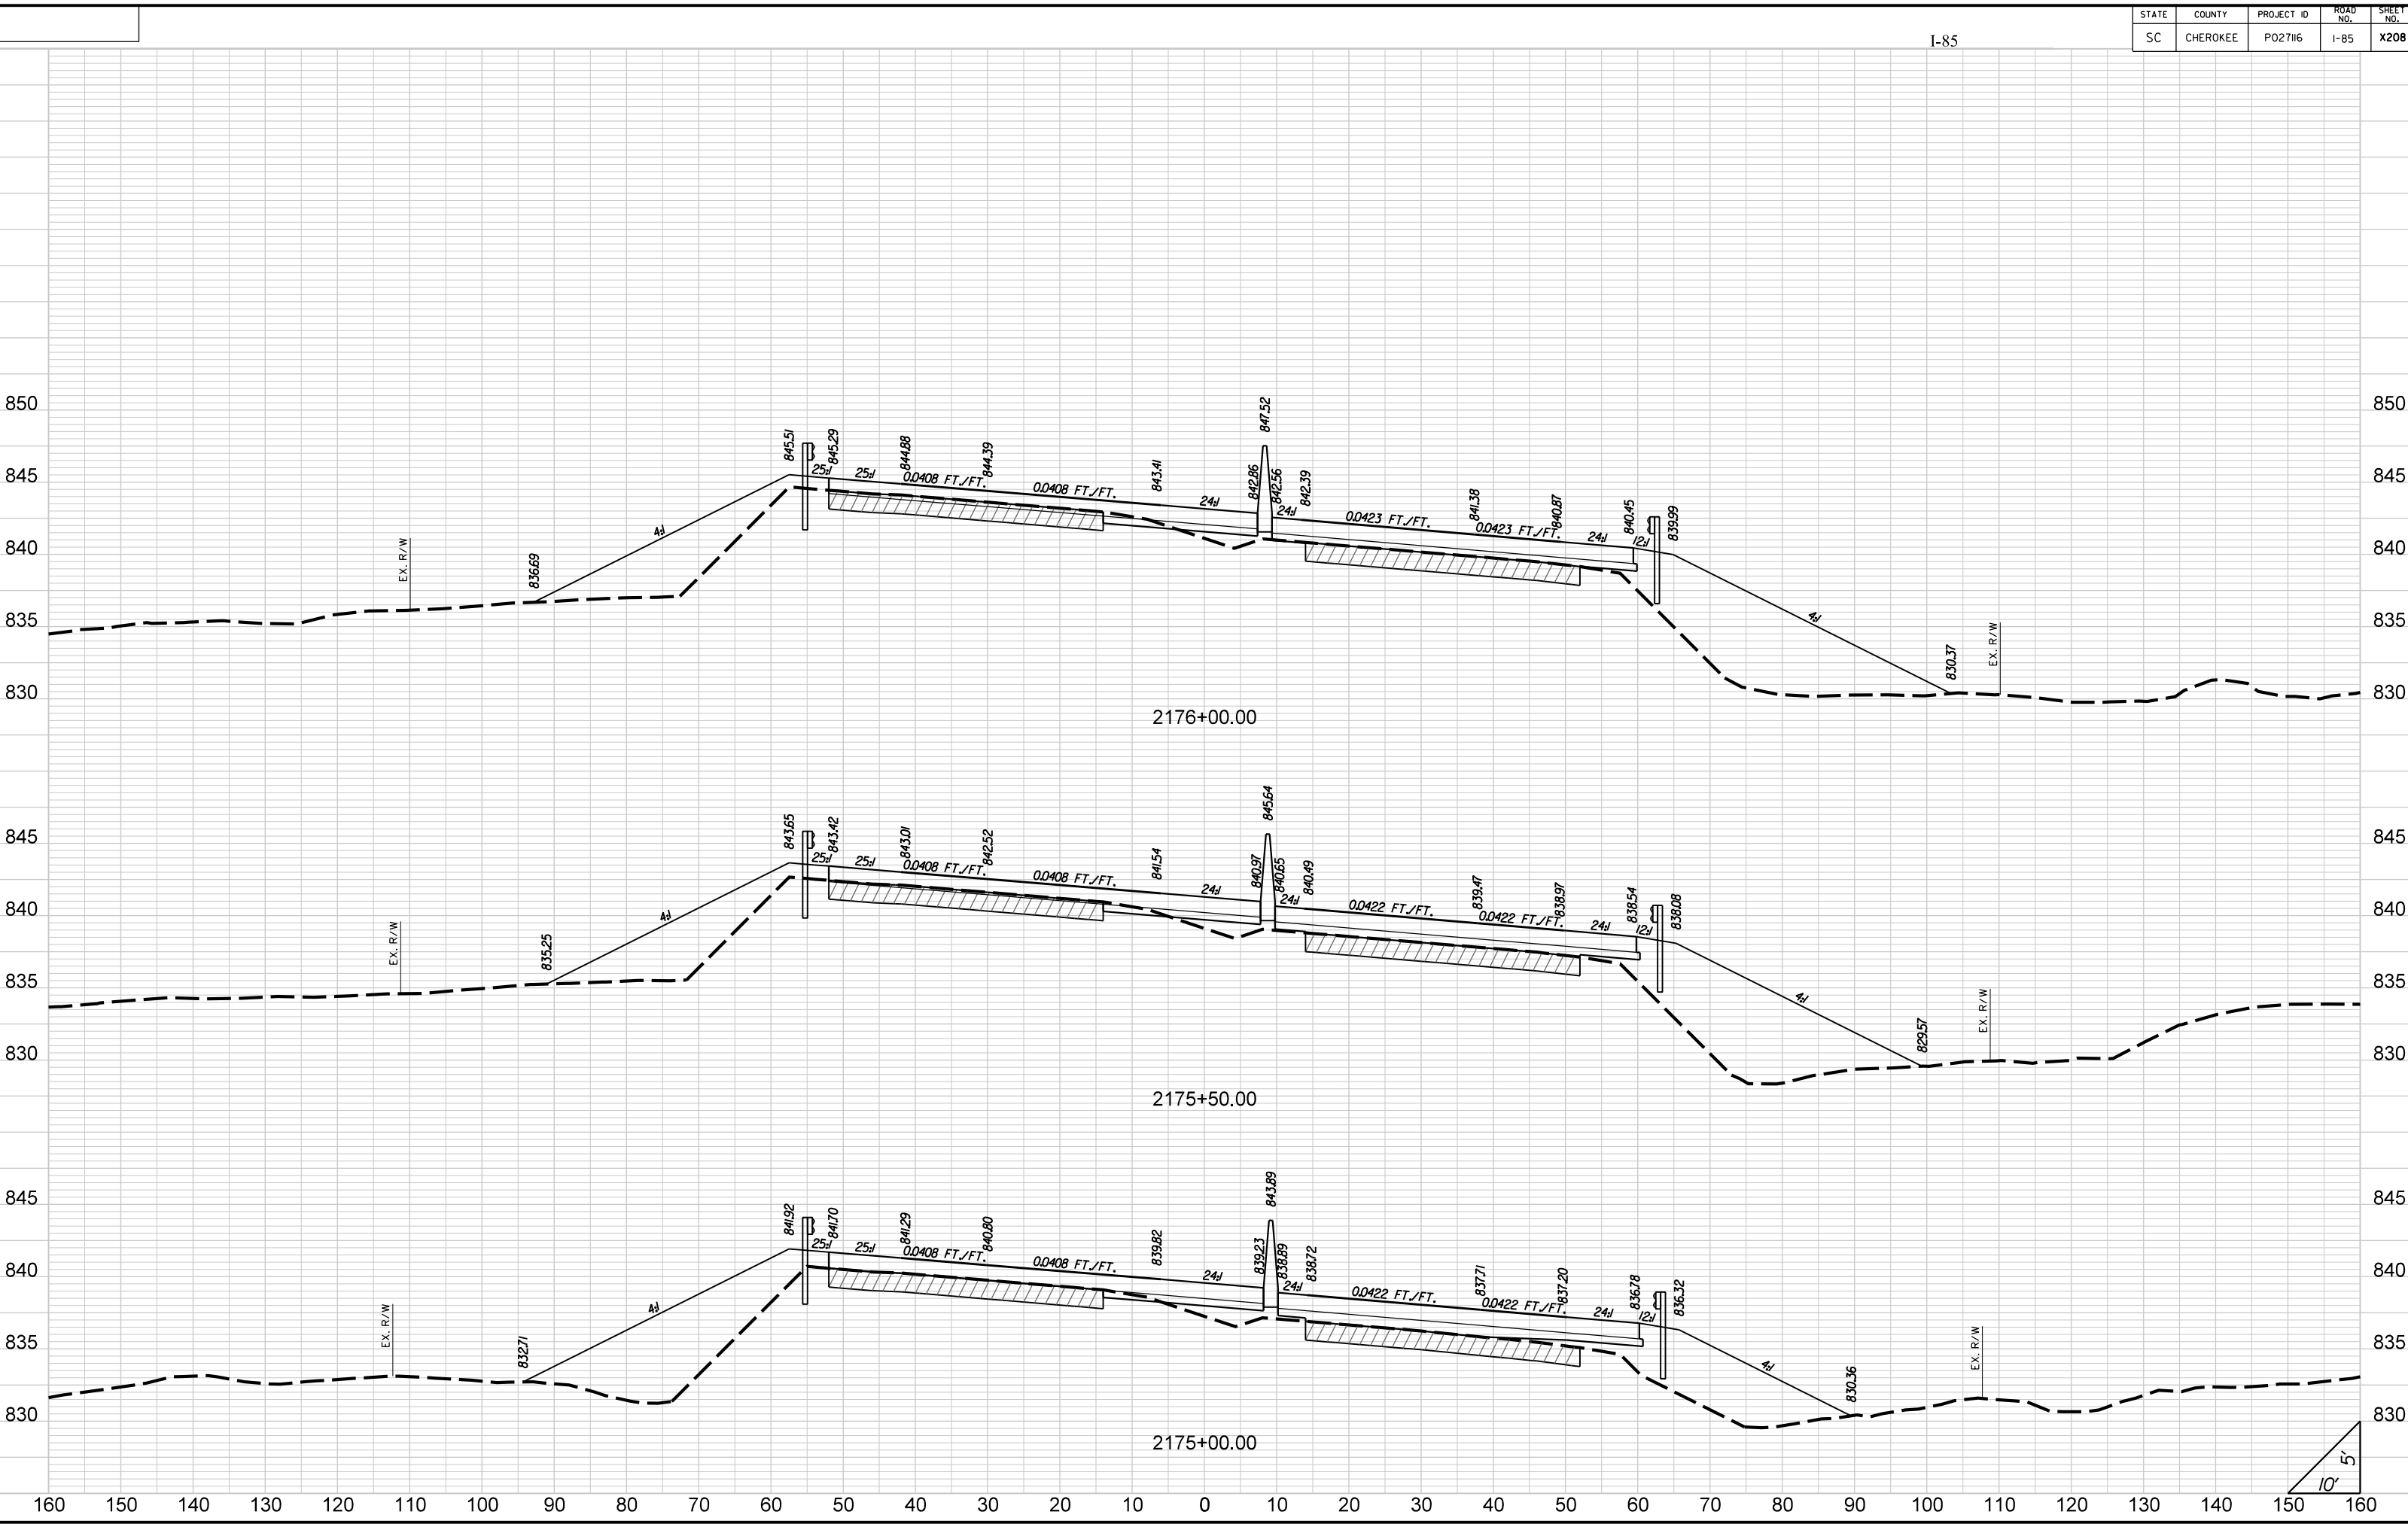 STATE COUNTY PROJECT ID ROAD NO. SHEET NO.
SC CHEROKEE P027116 I-85 X208
I-85
850 850
845 845
840 840
835 835
830 830
847.52
845.51 845.29 844.88 844.39 843.41 842.86 842.56 842.39 841.38 840.87 840.45 839.99
25:1 25:1 0.0408 FT./FT. 0.0408 FT./FT. 24:1 24:1 0.0423 FT./FT. 0.0423 FT./FT. 24:1 12:1
4:1 4:1
EX. R/W 836.69 830.37 EX. R/W
2176+00.00
845 845
840 840
835 835
830 830
845.64
843.65 843.42 843.01 842.52 841.54 840.97 840.65 840.49 839.47 838.97 838.54 838.08
25:1 25:1 0.0408 FT./FT. 0.0408 FT./FT. 24:1 24:1 0.0422 FT./FT. 0.0422 FT./FT. 24:1 12:1
4:1 4:1
EX. R/W 835.25 829.57 EX. R/W
2175+50.00
845 845
840 840
835 835
830 830
843.89
841.92 841.70 841.29 840.80 839.82 839.23 838.89 838.72 837.71 837.20 836.78 836.32
25:1 25:1 0.0408 FT./FT. 0.0408 FT./FT. 24:1 24:1 0.0422 FT./FT. 0.0422 FT./FT. 24:1 12:1
4:1 4:1
EX. R/W 832.71 830.36 EX. R/W
2175+00.00
5'
10'
160 150 140 130 120 110 100 90 80 70 60 50 40 30 20 10 0 10 20 30 40 50 60 70 80 90 100 110 120 130 140 150 160